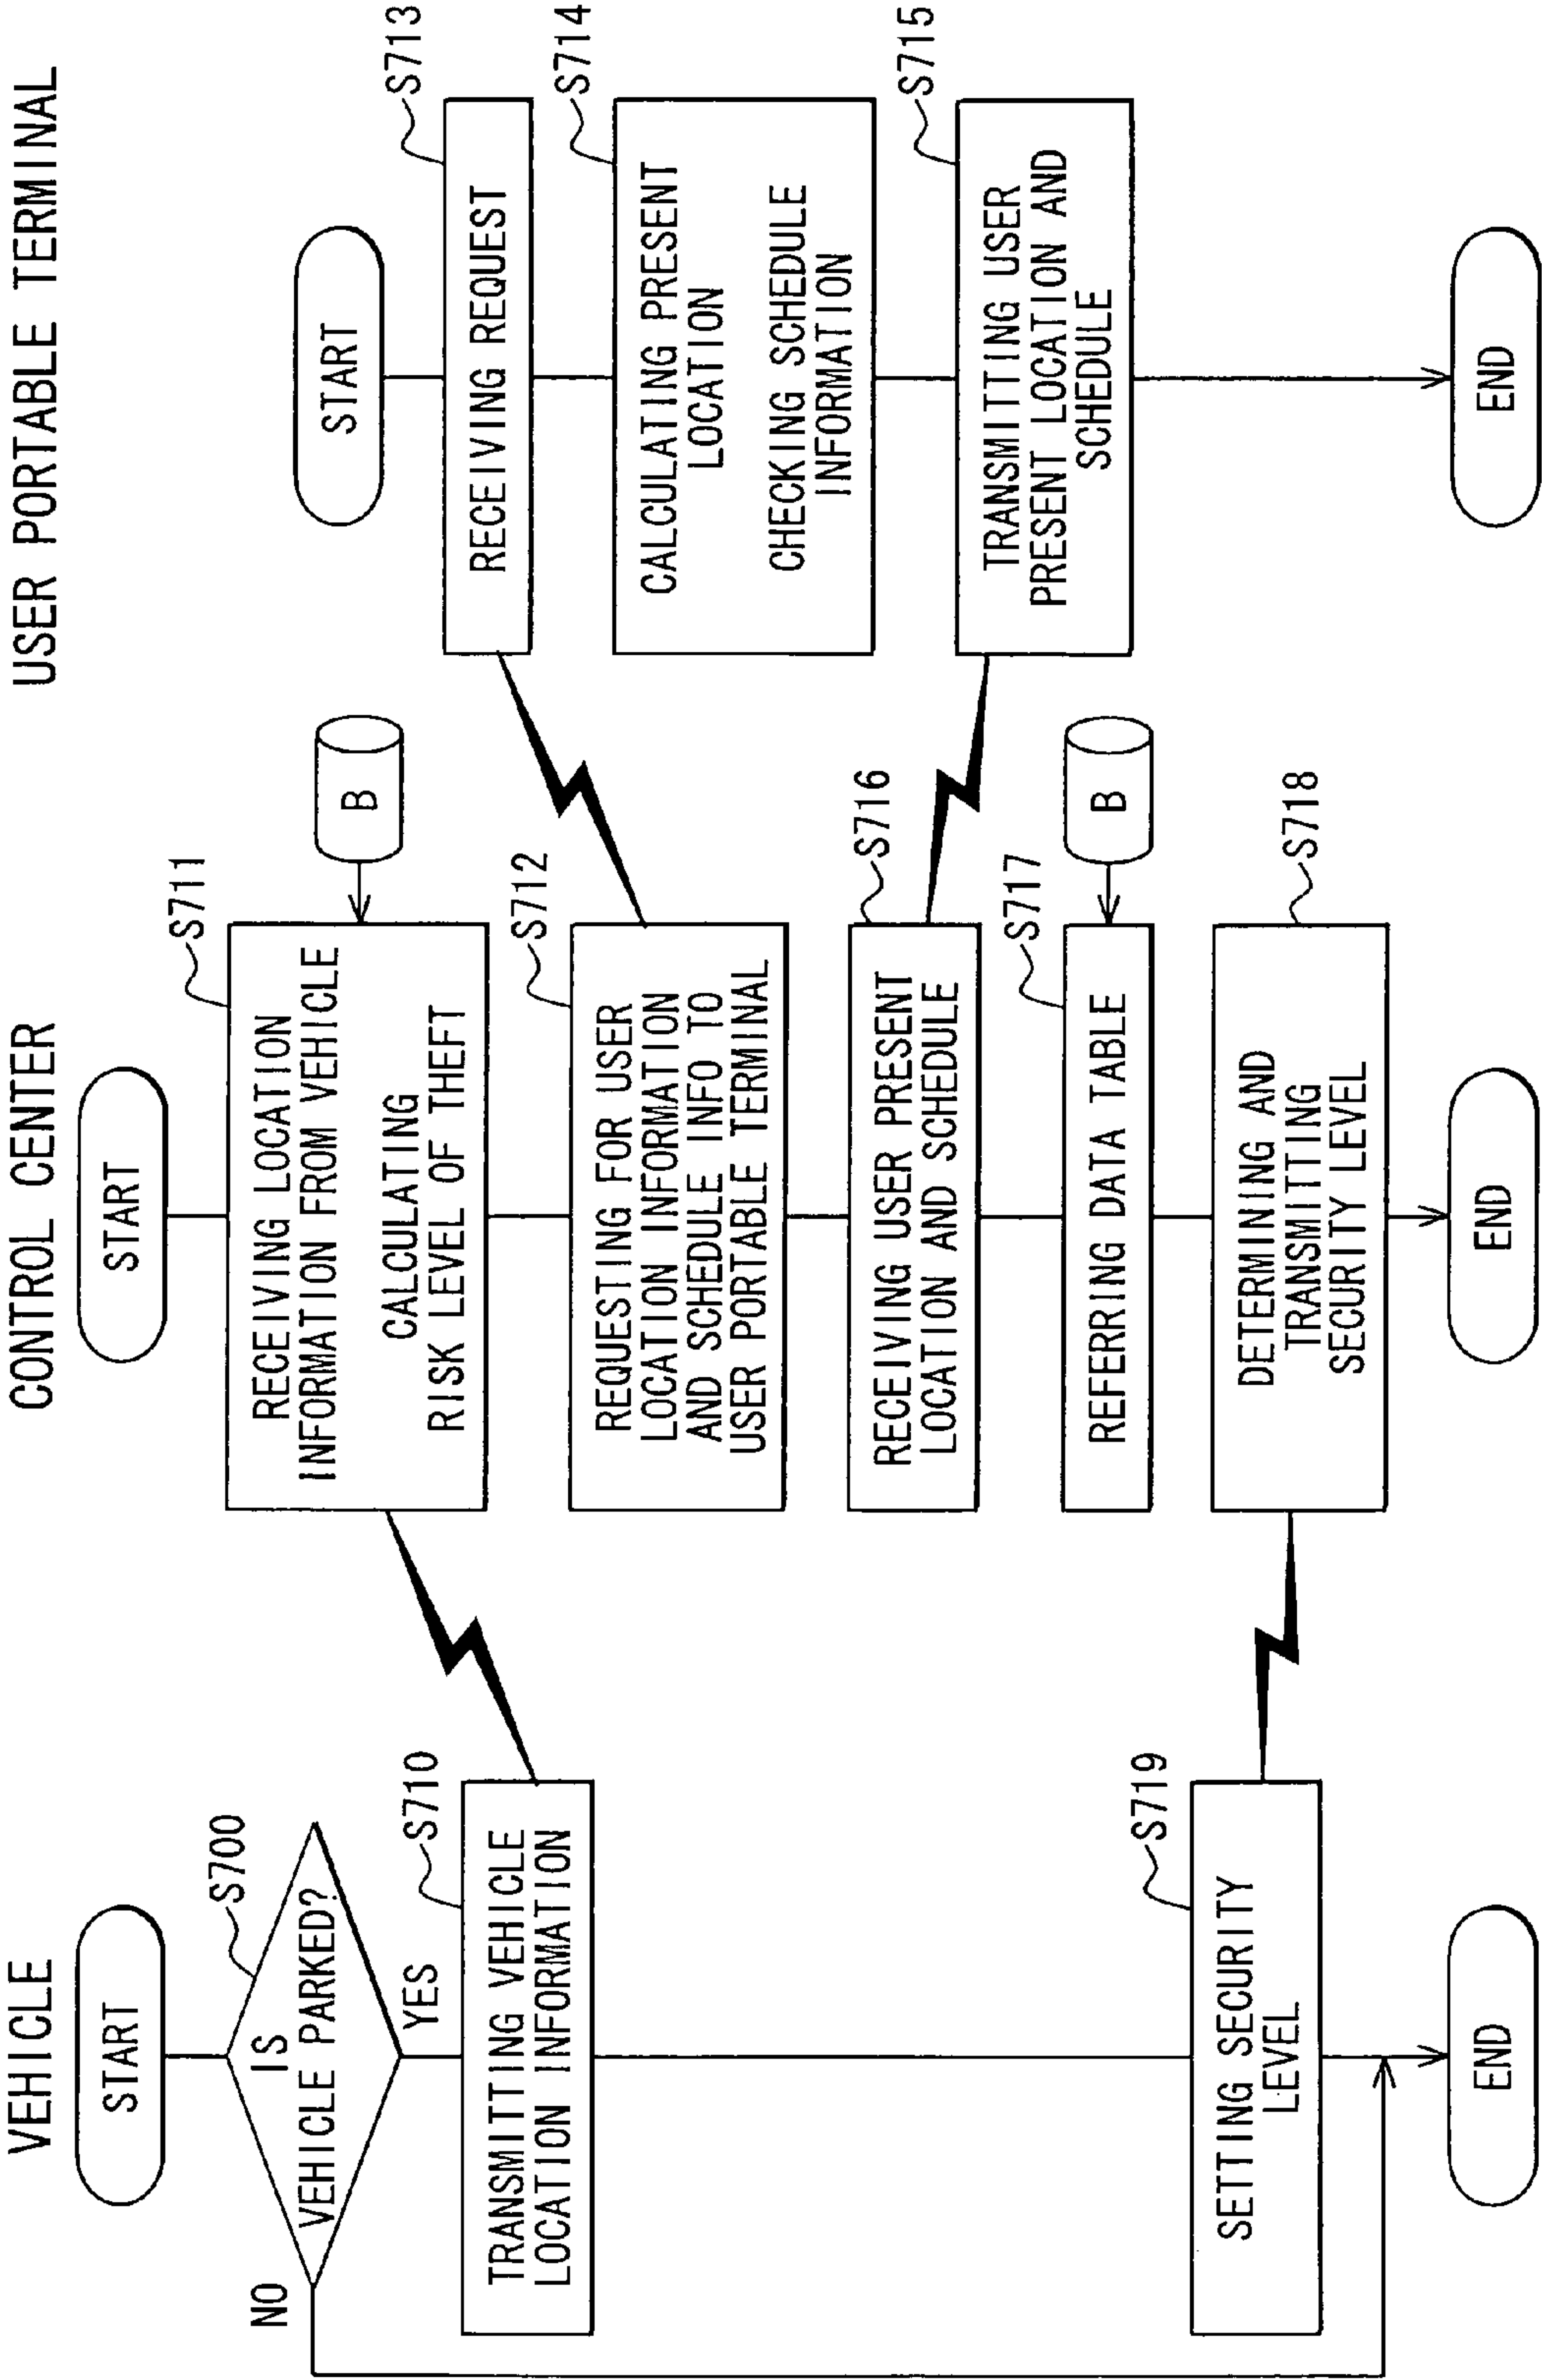 VEHICLE
START
S700
IS
VEHICLE PARKED?
NO
YES
S710
TRANSMITTING VEHICLE
LOCATION INFORMATION
S719
SETTING SECURITY
LEVEL
END
CONTROL CENTER
START
S711
RECEIVING LOCATION
INFORMATION FROM VEHICLE
CALCULATING
RISK LEVEL OF THEFT
B
S712
REQUESTING FOR USER
LOCATION INFORMATION
AND SCHEDULE INFO TO
USER PORTABLE TERMINAL
S716
RECEIVING USER PRESENT
LOCATION AND SCHEDULE
S717
REFERRING DATA TABLE
B
S718
DETERMINING AND
TRANSMITTING
SECURITY LEVEL
END
USER PORTABLE TERMINAL
START
S713
RECEIVING REQUEST
S714
CALCULATING PRESENT
LOCATION
CHECKING SCHEDULE
INFORMATION
S715
TRANSMITTING USER
PRESENT LOCATION AND
SCHEDULE
END